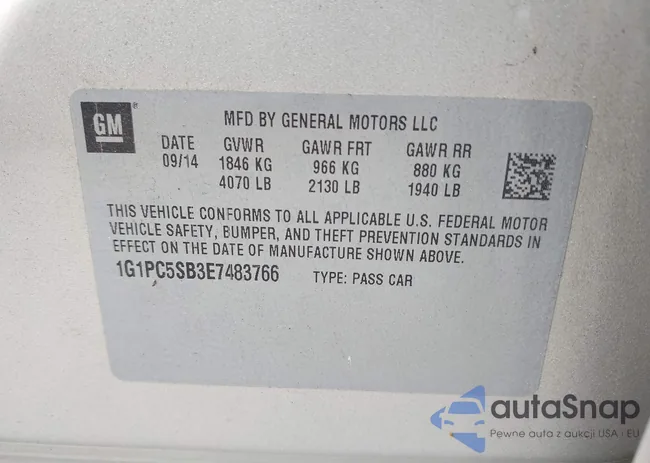 GM
MFD BY GENERAL MOTORS LLC
DATE GVWR GAWR FRT GAWR RR
09/14 1846 KG 966 KG 880 KG
4070 LB 2130 LB 1940 LB
THIS VEHICLE CONFORMS TO ALL APPLICABLE U.S. FEDERAL MOTOR
VEHICLE SAFETY, BUMPER, AND THEFT PREVENTION STANDARDS IN
EFFECT ON THE DATE OF MANUFACTURE SHOWN ABOVE.
1G1PC5SB3E7483766 TYPE: PASS CAR
autaSnap
Pewne auta z aukcji USA i EU